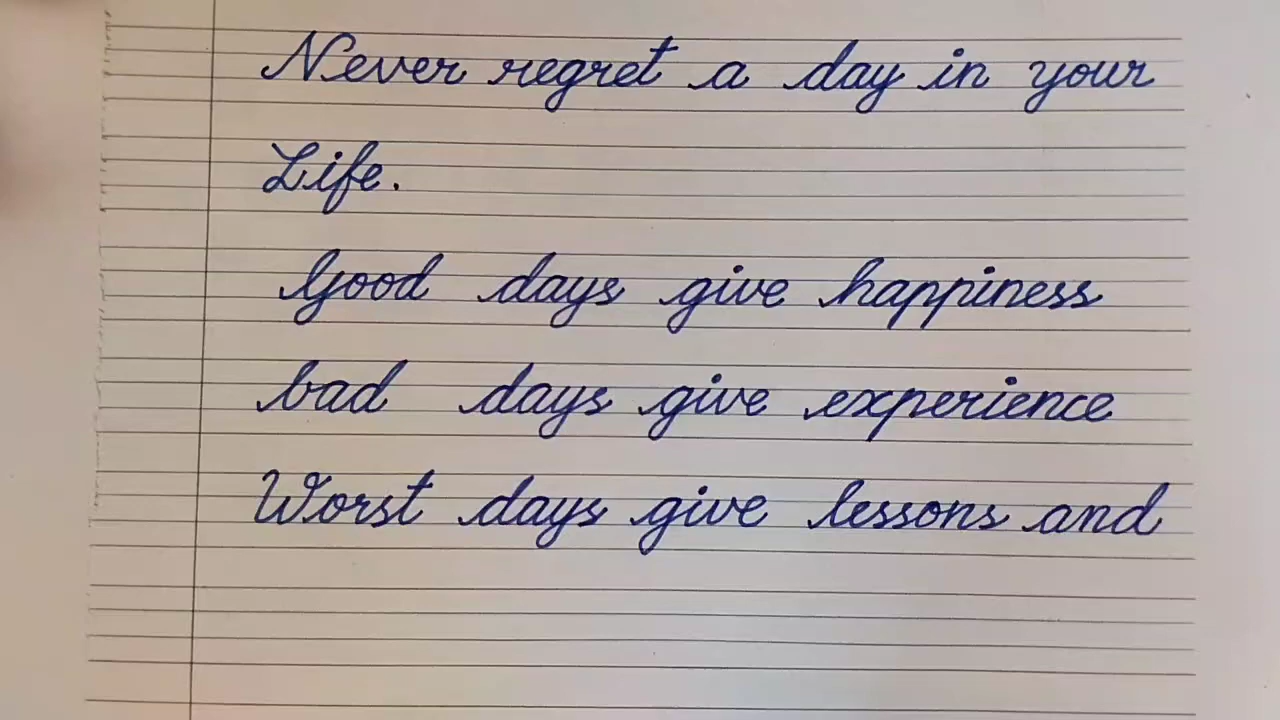 Never regret a day in your
Life.
Good days give happiness
bad days give experience
Worst days give lessons and